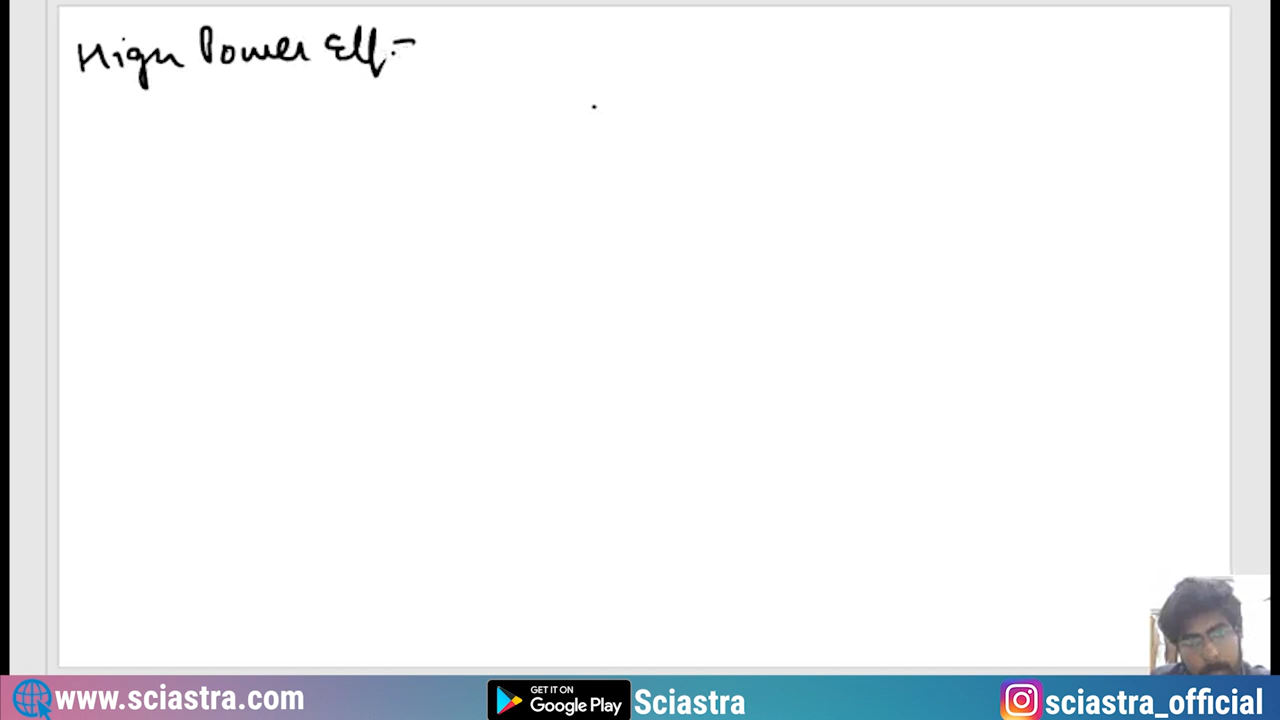 High Power Eff:-
www.sciastra.com
GET IT ON
Google Play
Sciastra
sciastra_official